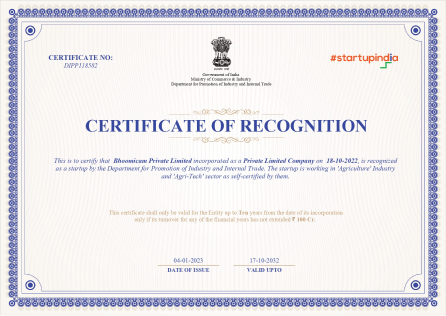 CERTIFICATE NO:
DIPP118582
#startupindia
Government of India
Ministry of Commerce & Industry
Department for Promotion of Industry and Internal Trade
CERTIFICATE OF RECOGNITION
This is to certify that Bhoomicam Private Limited incorporated as a Private Limited Company on 18-10-2022, is recognized
as a startup by the Department for Promotion of Industry and Internal Trade. The startup is working in 'Agriculture' Industry
and 'Agri-Tech' sector as self-certified by them.
This certificate shall only be valid for the Entity up to Ten years from the date of its incorporation
only if its turnover for any of the financial years has not exceeded ₹ 100 Cr.
04-01-2023
17-10-2032
DATE OF ISSUE
VALID UPTO